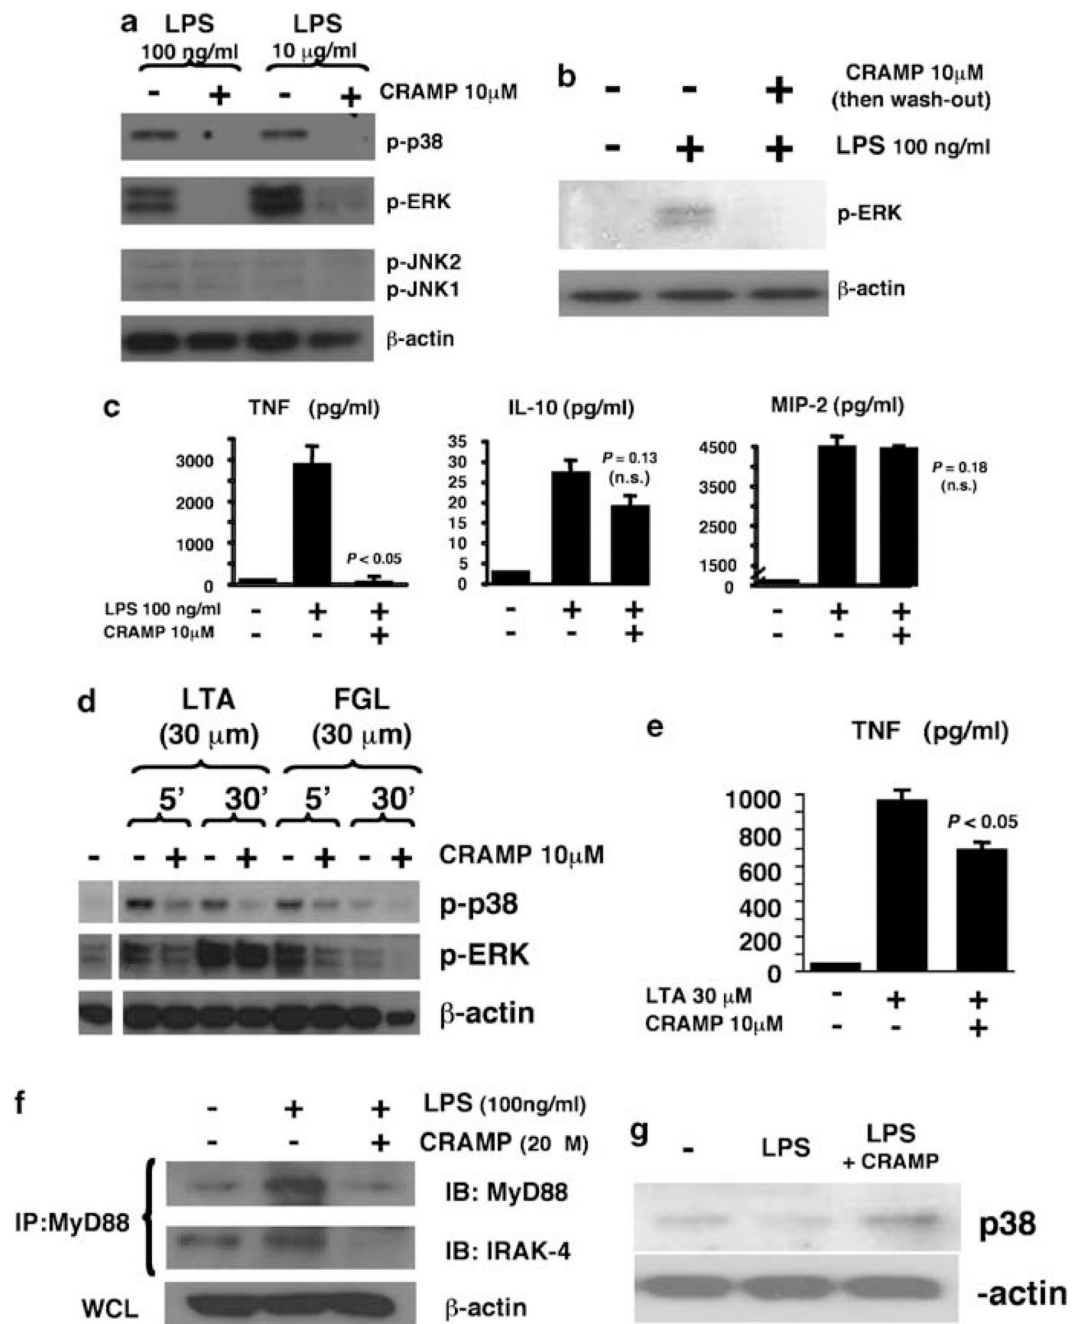 a
LPS LPS
100 ng/ml 10 μg/ml
- + - + CRAMP 10μM
p-p38
p-ERK
p-JNK2
p-JNK1
β-actin
b
- - + CRAMP 10μM
(then wash-out)
- + + LPS 100 ng/ml
p-ERK
β-actin
c
TNF (pg/ml)
3000
2000
1000
0
P < 0.05
IL-10 (pg/ml)
35
30
25
20
15
10
5
0
P = 0.13
(n.s.)
MIP-2 (pg/ml)
4500
3500
2500
1500
0
P = 0.18
(n.s.)
LPS 100 ng/ml - + + - + + - + +
CRAMP 10μM - - + - - + - - +
d
LTA FGL
(30 μm) (30 μm)
5' 30' 5' 30'
- - + - + - + - + CRAMP 10μM
p-p38
p-ERK
β-actin
e
TNF (pg/ml)
1000
800
600
400
200
0
P < 0.05
LTA 30 μM - + +
CRAMP 10μM - - +
f
- + + LPS (100ng/ml)
- - + CRAMP (20 M)
IP:MyD88
IB: MyD88
IB: IRAK-4
WCL β-actin
g
- LPS LPS
+ CRAMP
p38
-actin